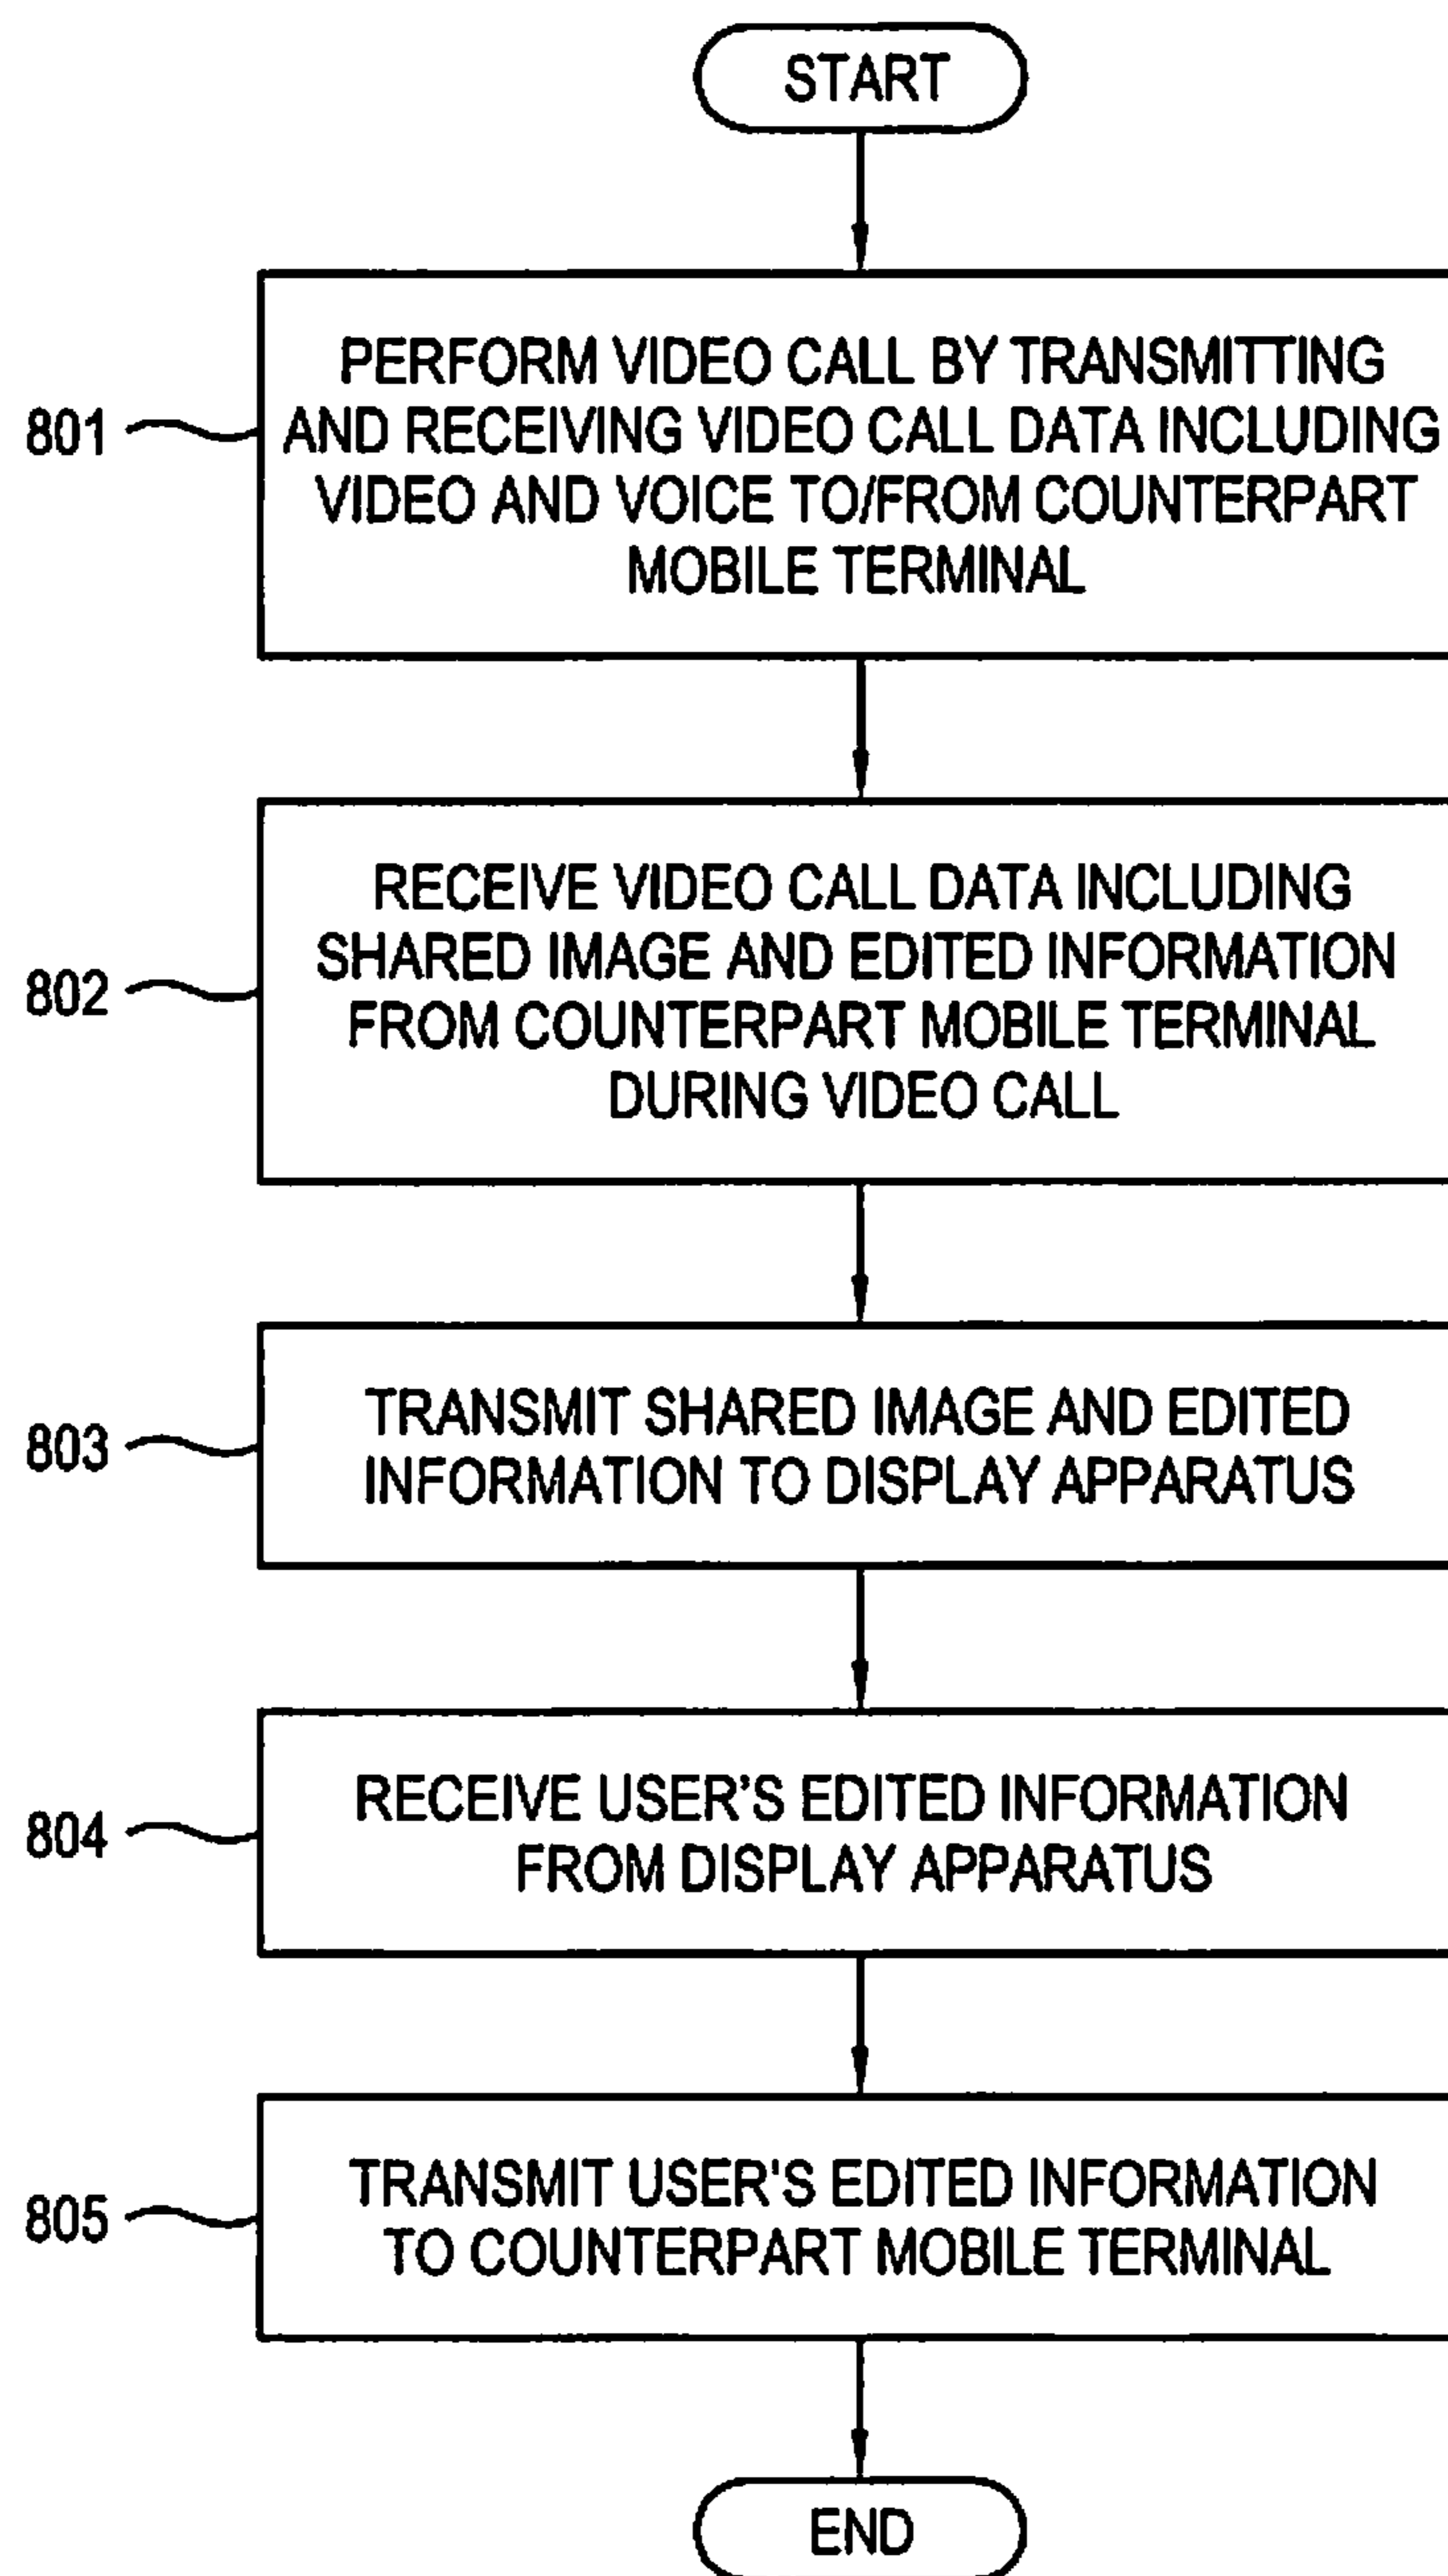 START
801
PERFORM VIDEO CALL BY TRANSMITTING
AND RECEIVING VIDEO CALL DATA INCLUDING
VIDEO AND VOICE TO/FROM COUNTERPART
MOBILE TERMINAL
802
RECEIVE VIDEO CALL DATA INCLUDING
SHARED IMAGE AND EDITED INFORMATION
FROM COUNTERPART MOBILE TERMINAL
DURING VIDEO CALL
803
TRANSMIT SHARED IMAGE AND EDITED
INFORMATION TO DISPLAY APPARATUS
804
RECEIVE USER'S EDITED INFORMATION
FROM DISPLAY APPARATUS
805
TRANSMIT USER'S EDITED INFORMATION
TO COUNTERPART MOBILE TERMINAL
END